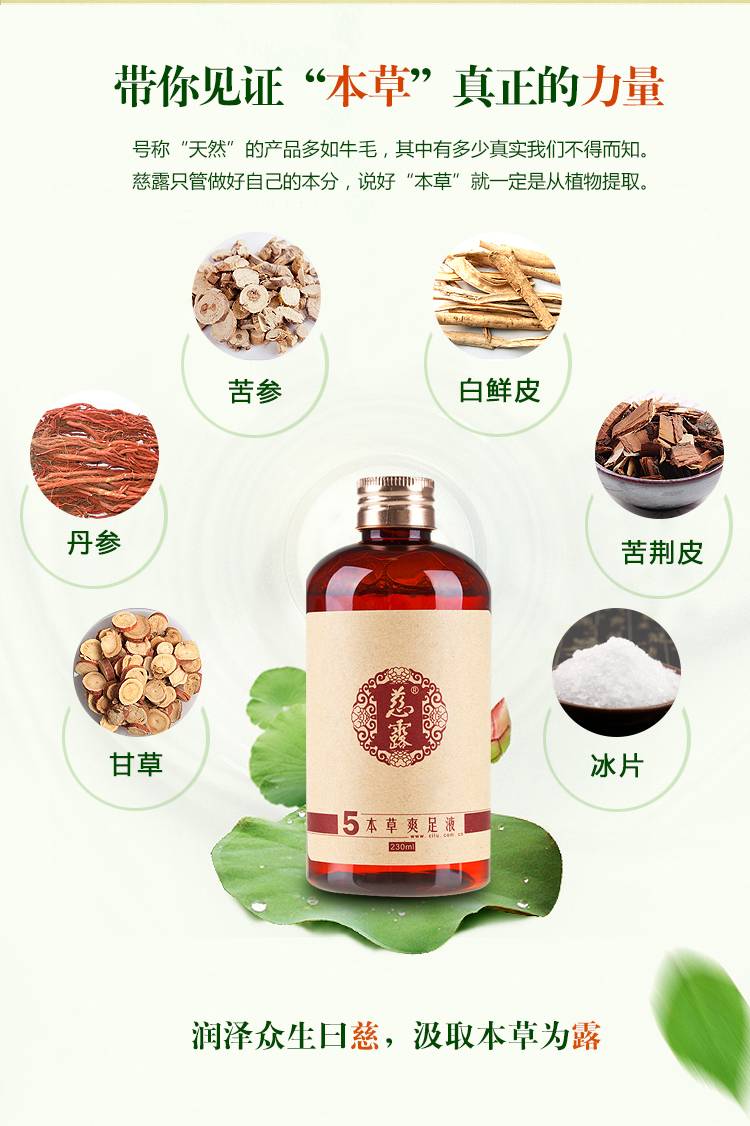 带你见证“本草”真正的力量
号称“天然”的产品多如牛毛，其中有多少真实我们不得而知。
慈露只管做好自己的本分，说好“本草”就一定是从植物提取。
苦参
白鲜皮
丹参
苦荆皮
甘草
冰片
慈露®
5本草爽足液
www.cilu.com.cn
230ml
润泽众生曰慈，汲取本草为露